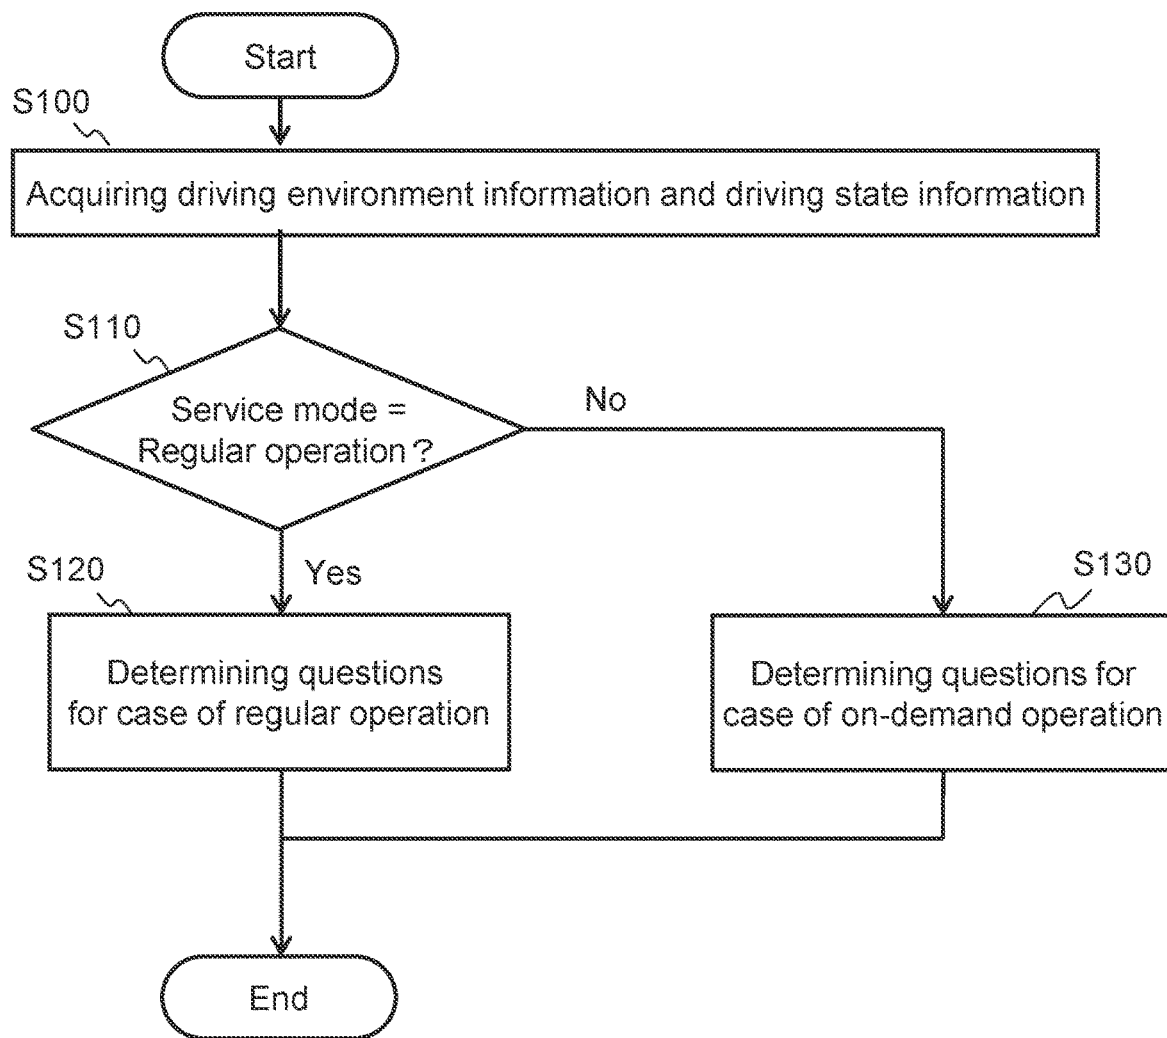 Start
S100
Acquiring driving environment information and driving state information
S110
Service mode =
Regular operation ?
No
Yes
S120
Determining questions
for case of regular operation
S130
Determining questions for
case of on-demand operation
End